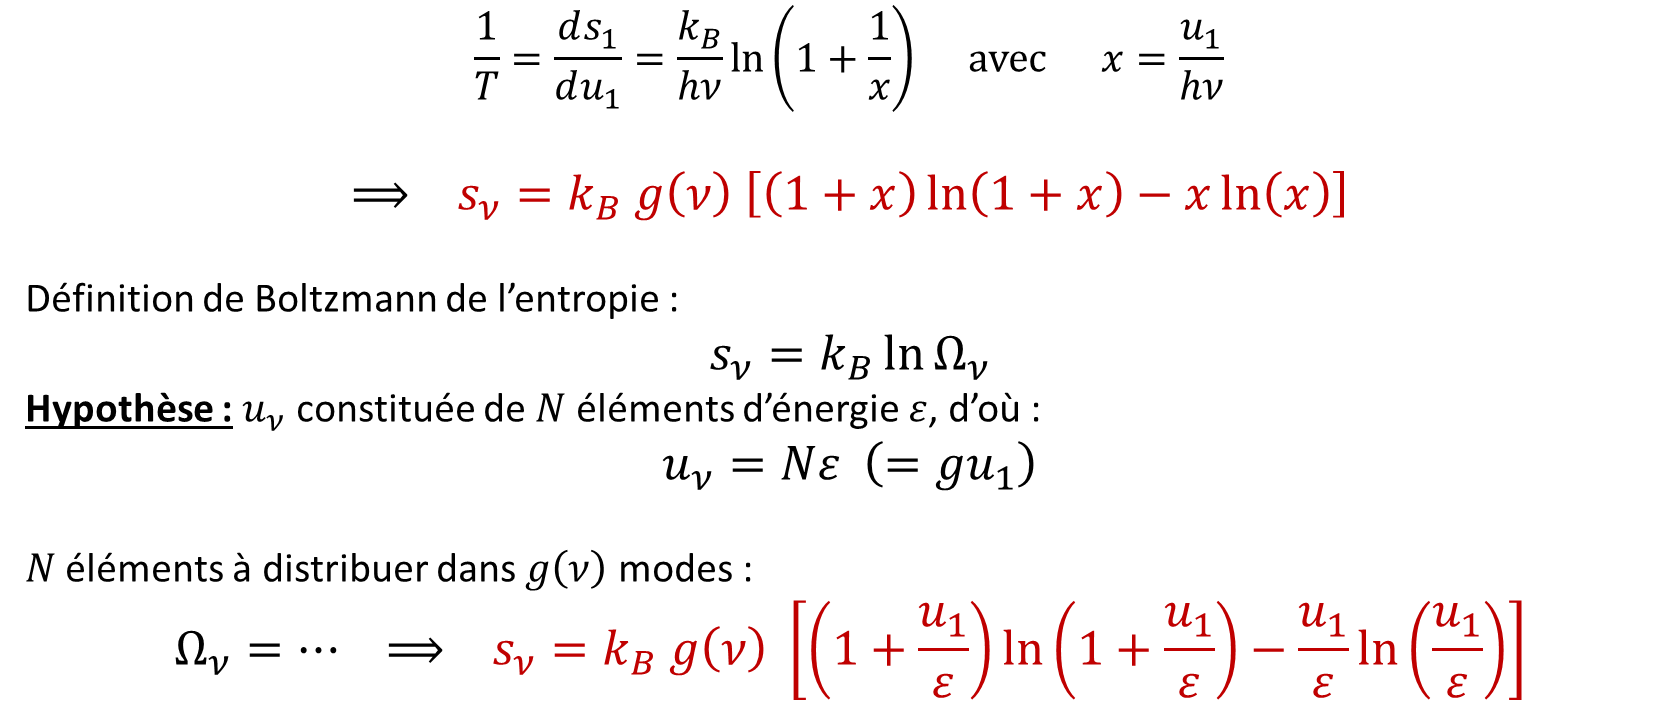 1/T = ds₁/du₁ = k_B/hν ln(1 + 1/x) avec x = u₁/hν
⟹ s_ν = k_B g(ν) [(1 + x) ln(1 + x) − x ln(x)]
Définition de Boltzmann de l’entropie :
s_ν = k_B ln Ω_ν
Hypothèse : u_ν constituée de N éléments d’énergie ε, d’où :
u_ν = Nε (= gu₁)
N éléments à distribuer dans g(ν) modes :
Ω_ν = ⋯ ⟹ s_ν = k_B g(ν) [(1 + u₁/ε) ln(1 + u₁/ε) − u₁/ε ln(u₁/ε)]